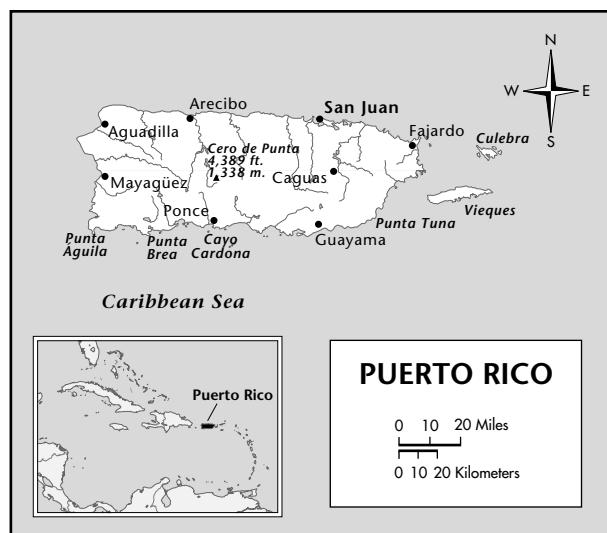 N
W E
S
Arecibo
San Juan
Aguadilla
Fajardo
Culebra
Cero de Punta
4,389 ft.
1,338 m.
Mayagüez
Caguas
Vieques
Ponce
Punta Tuna
Guayama
Punta
Águila
Punta
Brea
Cayo
Cardona
Caribbean Sea
Puerto Rico
PUERTO RICO
0 10 20 Miles
0 10 20 Kilometers